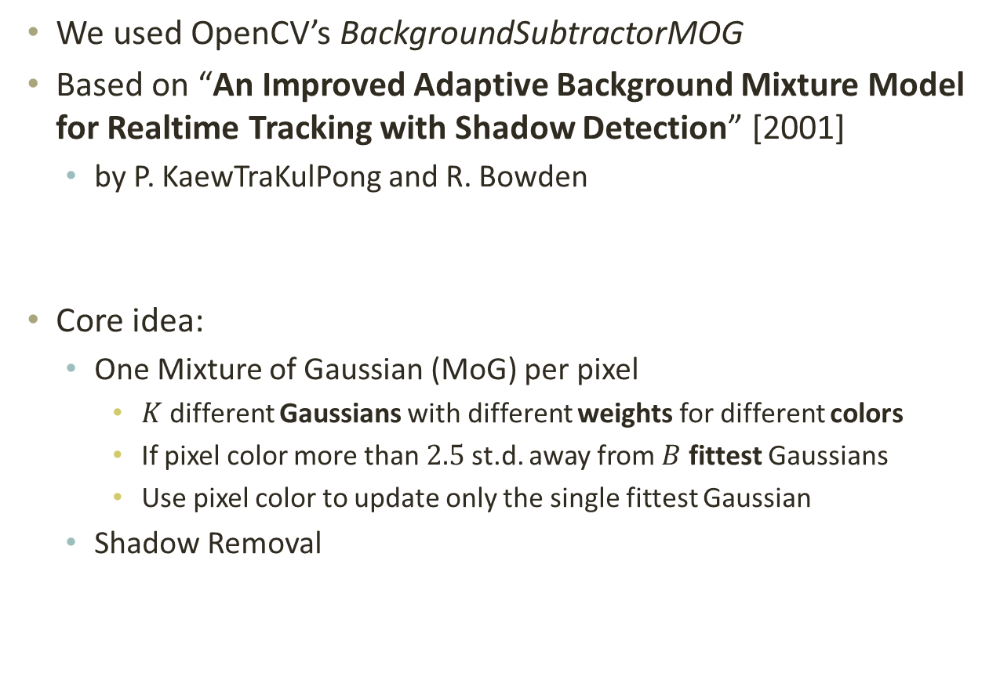 • We used OpenCV’s BackgroundSubtractorMOG
• Based on “An Improved Adaptive Background Mixture Model
for Realtime Tracking with Shadow Detection” [2001]
• by P. KaewTraKulPong and R. Bowden
• Core idea:
• One Mixture of Gaussian (MoG) per pixel
• K different Gaussians with different weights for different colors
• If pixel color more than 2.5 st.d. away from B fittest Gaussians
• Use pixel color to update only the single fittest Gaussian
• Shadow Removal